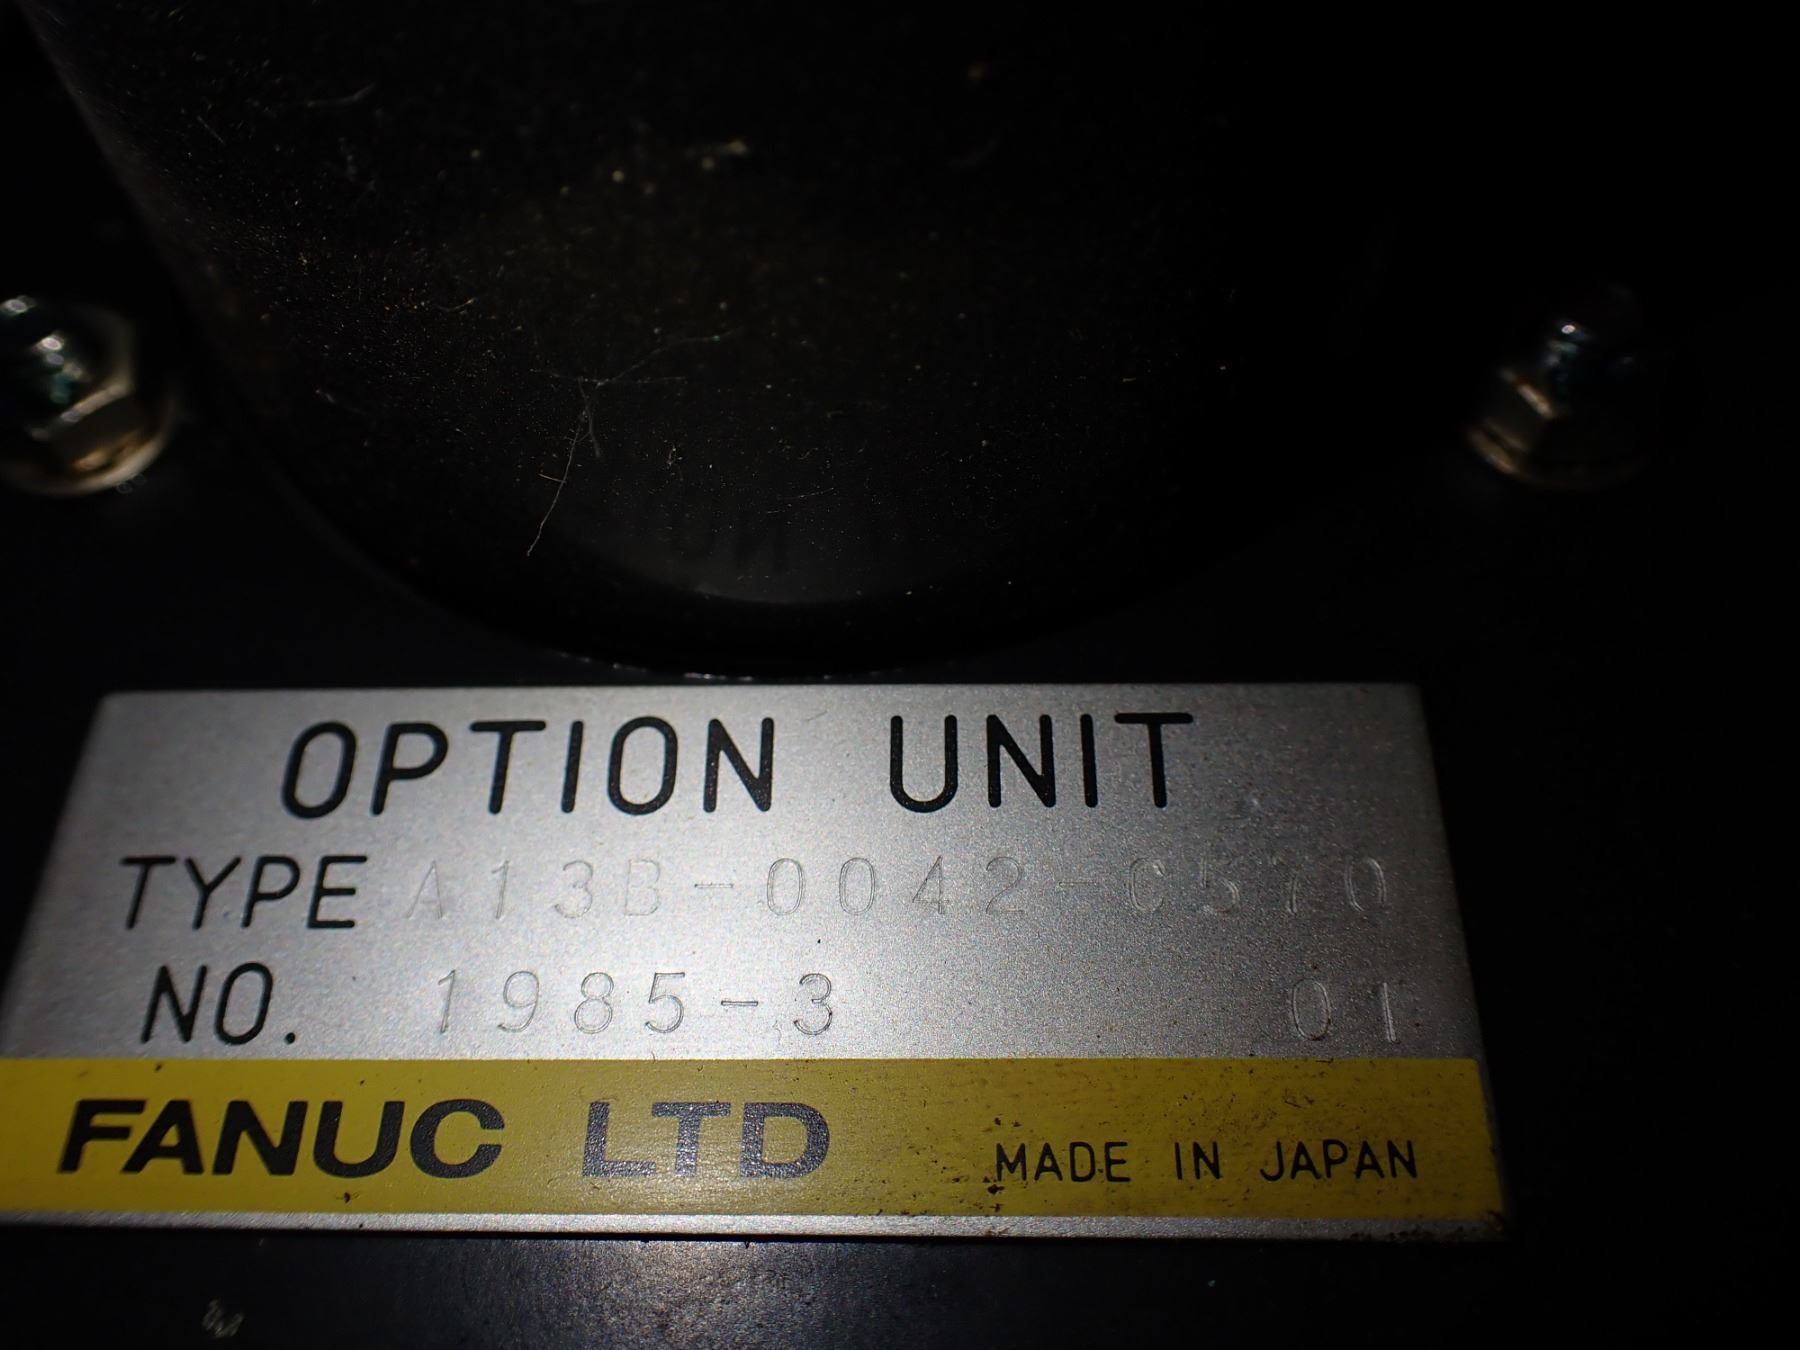 OPTION UNIT
TYPE A13B-0042-C570
NO. 1985-3 01
FANUC LTD MADE IN JAPAN